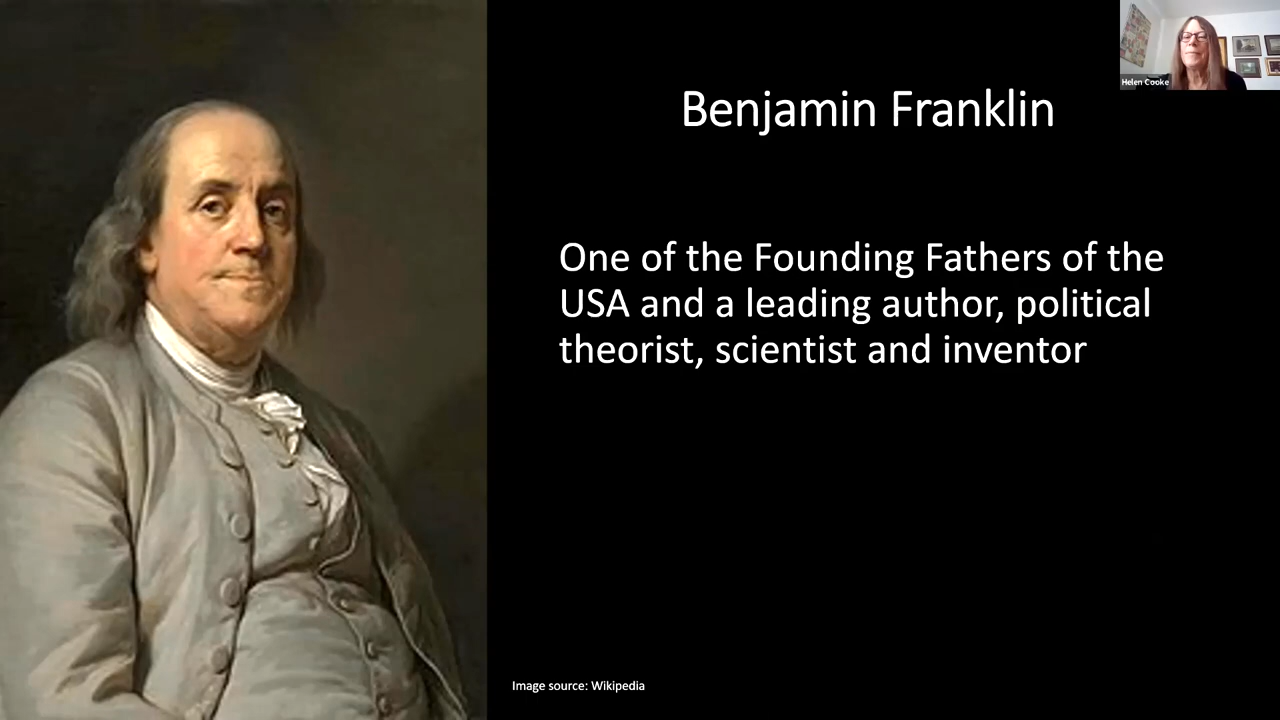 Helen Cooke
Benjamin Franklin
One of the Founding Fathers of the
USA and a leading author, political
theorist, scientist and inventor
Image source: Wikipedia